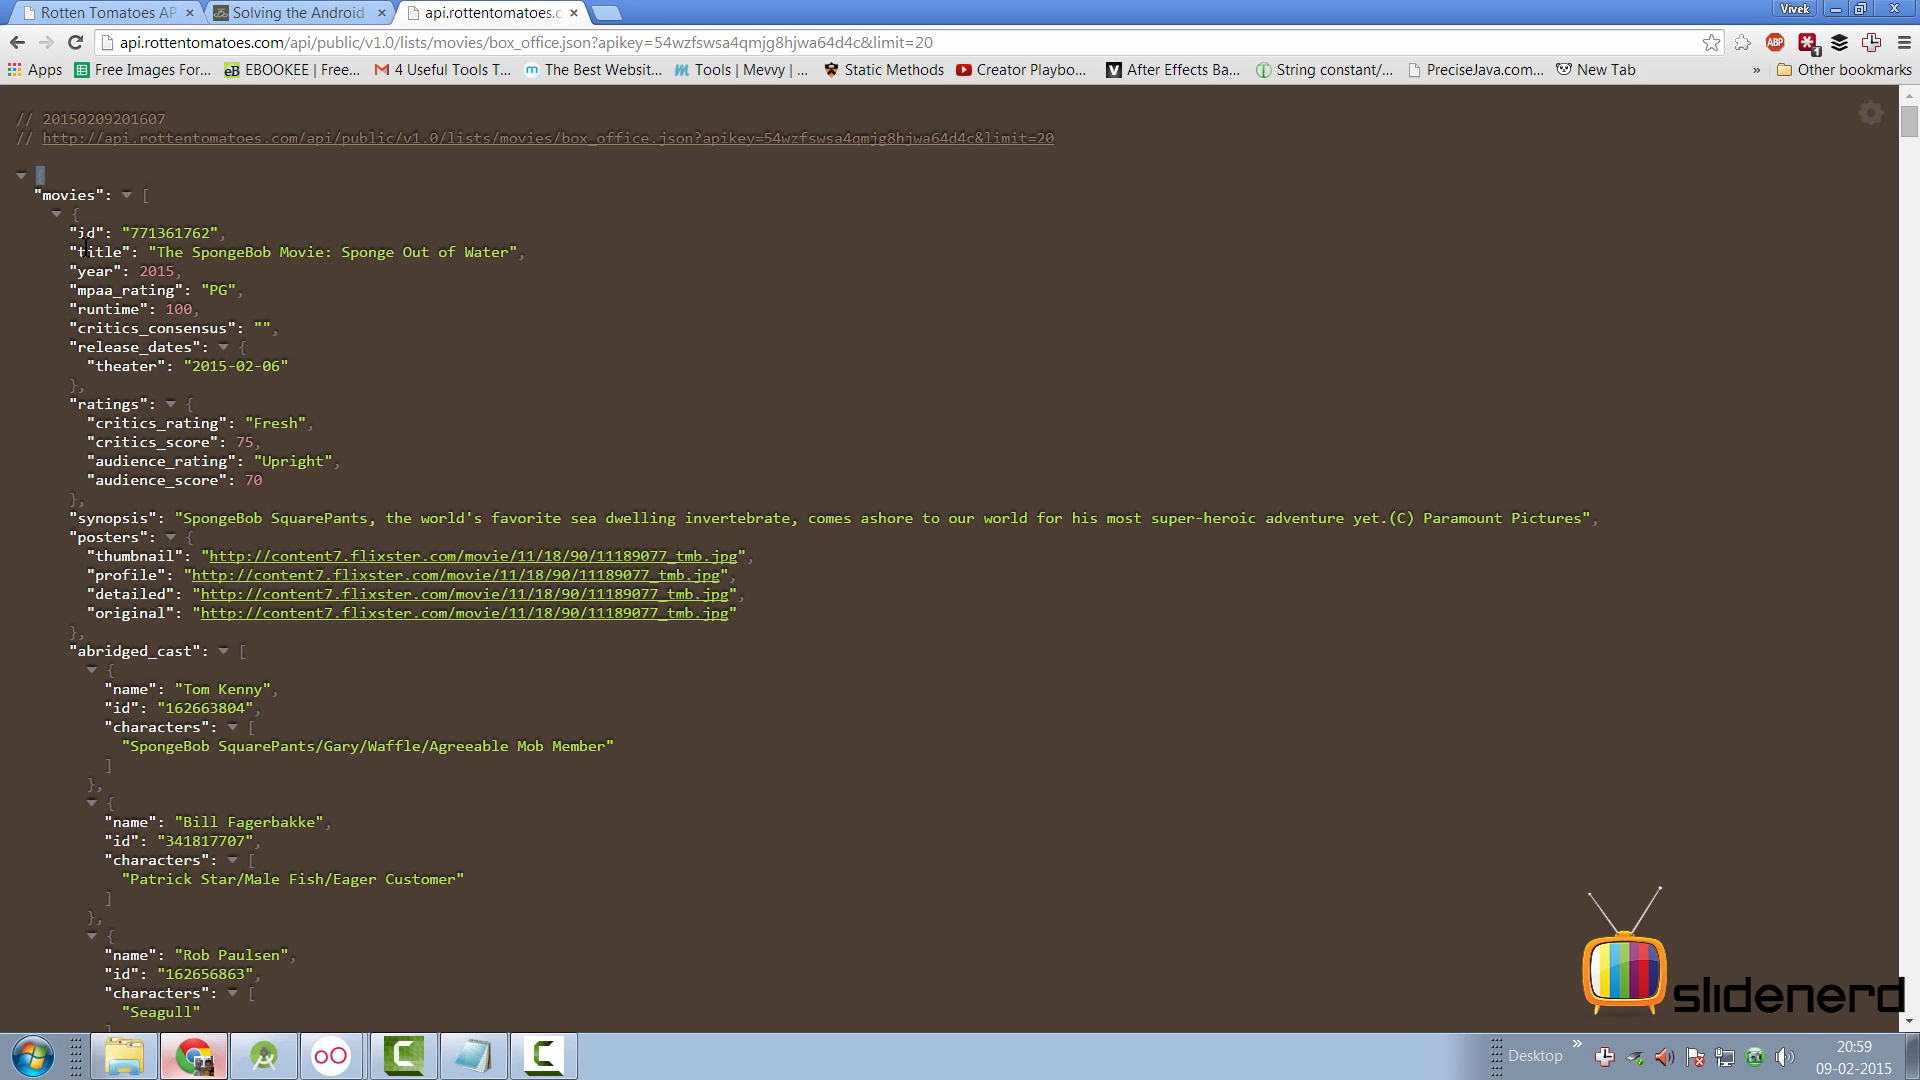 Rotten Tomatoes AP
Solving the Android
api.rottentomatoes.c
Vivek
api.rottentomatoes.com/api/public/v1.0/lists/movies/box_office.json?apikey=54wzfswsa4qmjg8hjwa64d4c&limit=20
ABP
1
Apps
Free Images For...
EBOOKEE | Free...
4 Useful Tools T...
The Best Websit...
Tools | Mevvy | ...
Static Methods
Creator Playbo...
After Effects Ba...
String constant/...
PreciseJava.com...
New Tab
»
Other bookmarks
// 20150209201607
// http://api.rottentomatoes.com/api/public/v1.0/lists/movies/box_office.json?apikey=54wzfswsa4qmjg8hjwa64d4c&limit=20
{
"movies": [
{
"id": "771361762",
"title": "The SpongeBob Movie: Sponge Out of Water",
"year": 2015,
"mpaa_rating": "PG",
"runtime": 100,
"critics_consensus": "",
"release_dates": {
"theater": "2015-02-06"
},
"ratings": {
"critics_rating": "Fresh",
"critics_score": 75,
"audience_rating": "Upright",
"audience_score": 70
},
"synopsis": "SpongeBob SquarePants, the world's favorite sea dwelling invertebrate, comes ashore to our world for his most super-heroic adventure yet.(C) Paramount Pictures",
"posters": {
"thumbnail": "http://content7.flixster.com/movie/11/18/90/11189077_tmb.jpg",
"profile": "http://content7.flixster.com/movie/11/18/90/11189077_tmb.jpg",
"detailed": "http://content7.flixster.com/movie/11/18/90/11189077_tmb.jpg",
"original": "http://content7.flixster.com/movie/11/18/90/11189077_tmb.jpg"
},
"abridged_cast": [
{
"name": "Tom Kenny",
"id": "162663804",
"characters": [
"SpongeBob SquarePants/Gary/Waffle/Agreeable Mob Member"
]
},
{
"name": "Bill Fagerbakke",
"id": "341817707",
"characters": [
"Patrick Star/Male Fish/Eager Customer"
]
},
{
"name": "Rob Paulsen",
"id": "162656863",
"characters": [
"Seagull"
]
slidenerd
Desktop
»
20:59
09-02-2015